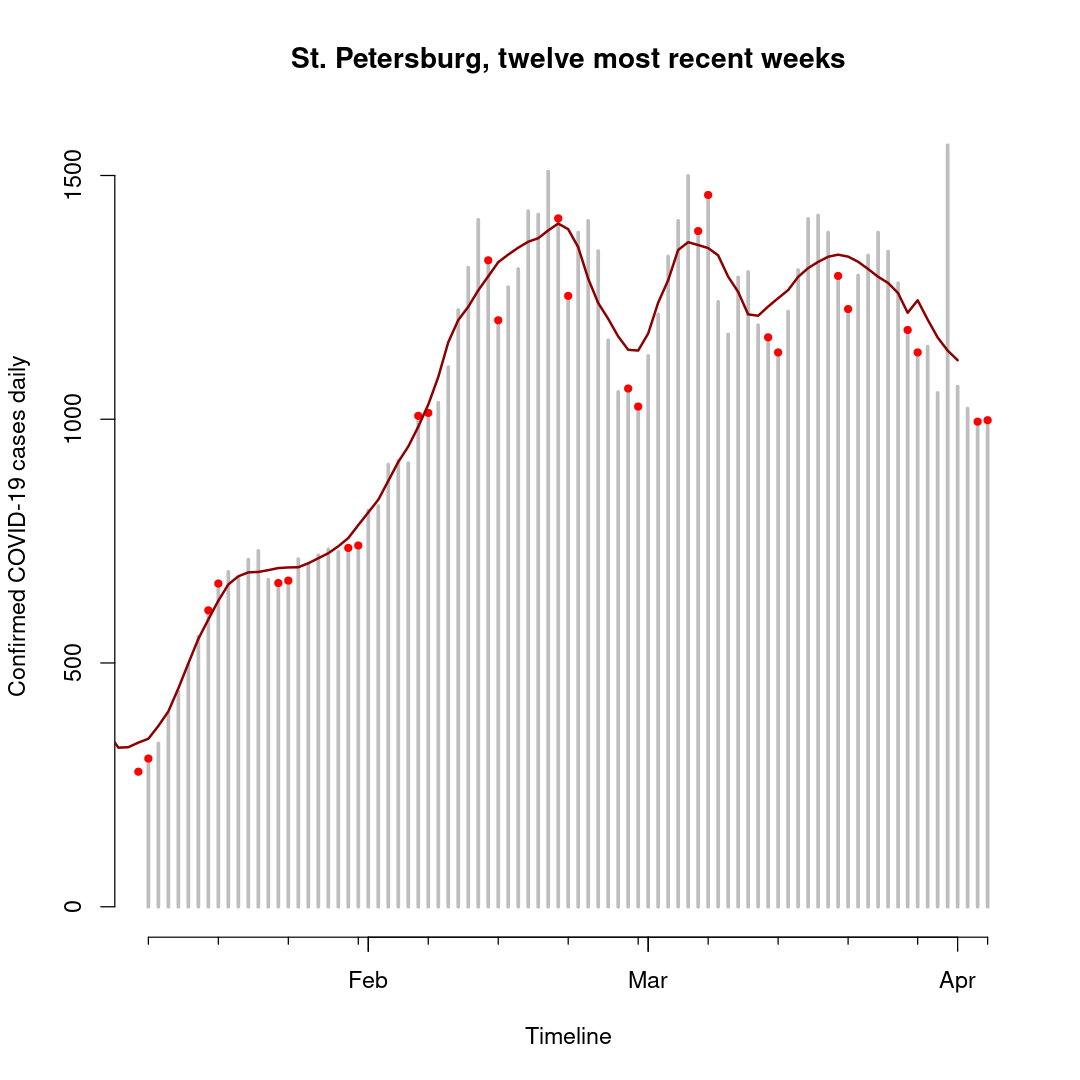 St. Petersburg, twelve most recent weeks
Confirmed COVID-19 cases daily
1500
1000
500
0
Feb Mar Apr
Timeline